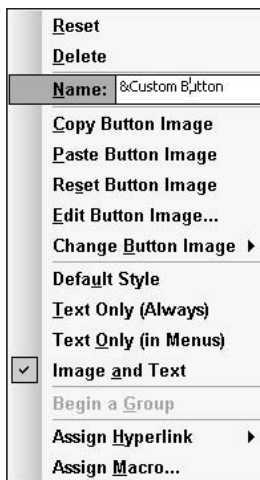 Reset
Delete
Name: &Custom Button
Copy Button Image
Paste Button Image
Reset Button Image
Edit Button Image...
Change Button Image
Default Style
Text Only (Always)
Text Only (in Menus)
Image and Text
Begin a Group
Assign Hyperlink
Assign Macro...